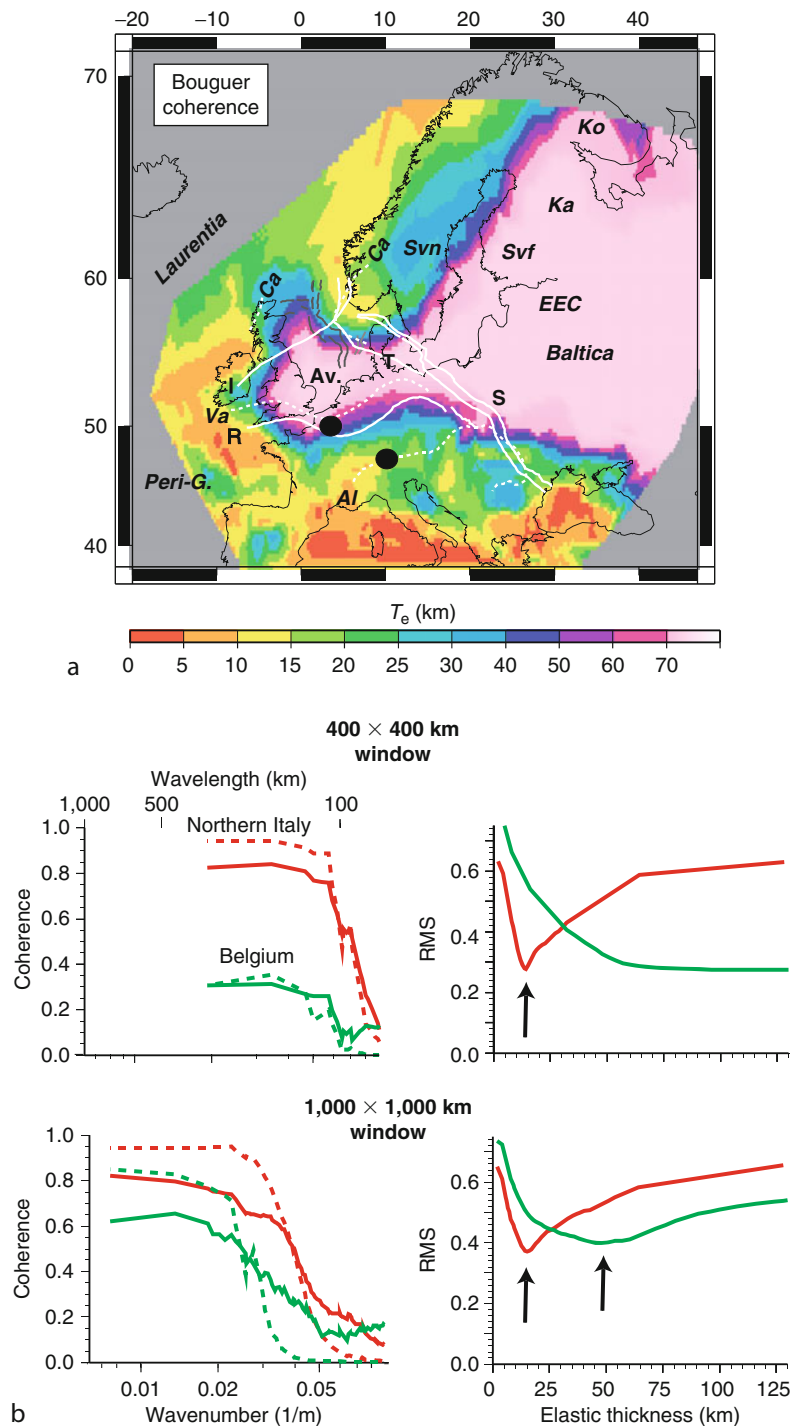 −20 −10 0 10 20 30 40
70
60
50
40
Bouguer
coherence
Ko
Ka
Laurentia
Ca
Ca
Svn
Svf
EEC
Baltica
T
Av.
I
S
Va
R
Peri-G.
Al
Te (km)
0 5 10 15 20 25 30 40 50 60 70
a
400 × 400 km
window
Wavelength (km)
1,000 500 100
Northern Italy
Belgium
Coherence
1.0
0.8
0.6
0.4
0.2
0.0
RMS
0.6
0.4
0.2
0.0
1,000 × 1,000 km
window
Coherence
1.0
0.8
0.6
0.4
0.2
0.0
0.01 0.02 0.05
Wavenumber (1/m)
RMS
0.6
0.4
0.2
0.0
0 25 50 75 100 125
Elastic thickness (km)
b